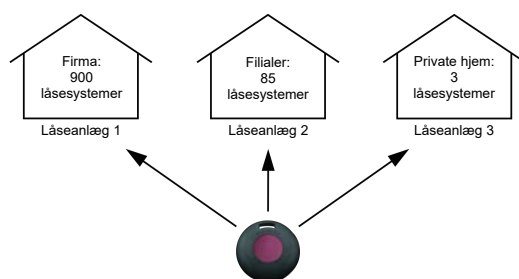 Firma:
900
låsesystemer
Låseanlæg 1
Filialer:
85
låsesystemer
Låseanlæg 2
Private hjem:
3
låsesystemer
Låseanlæg 3